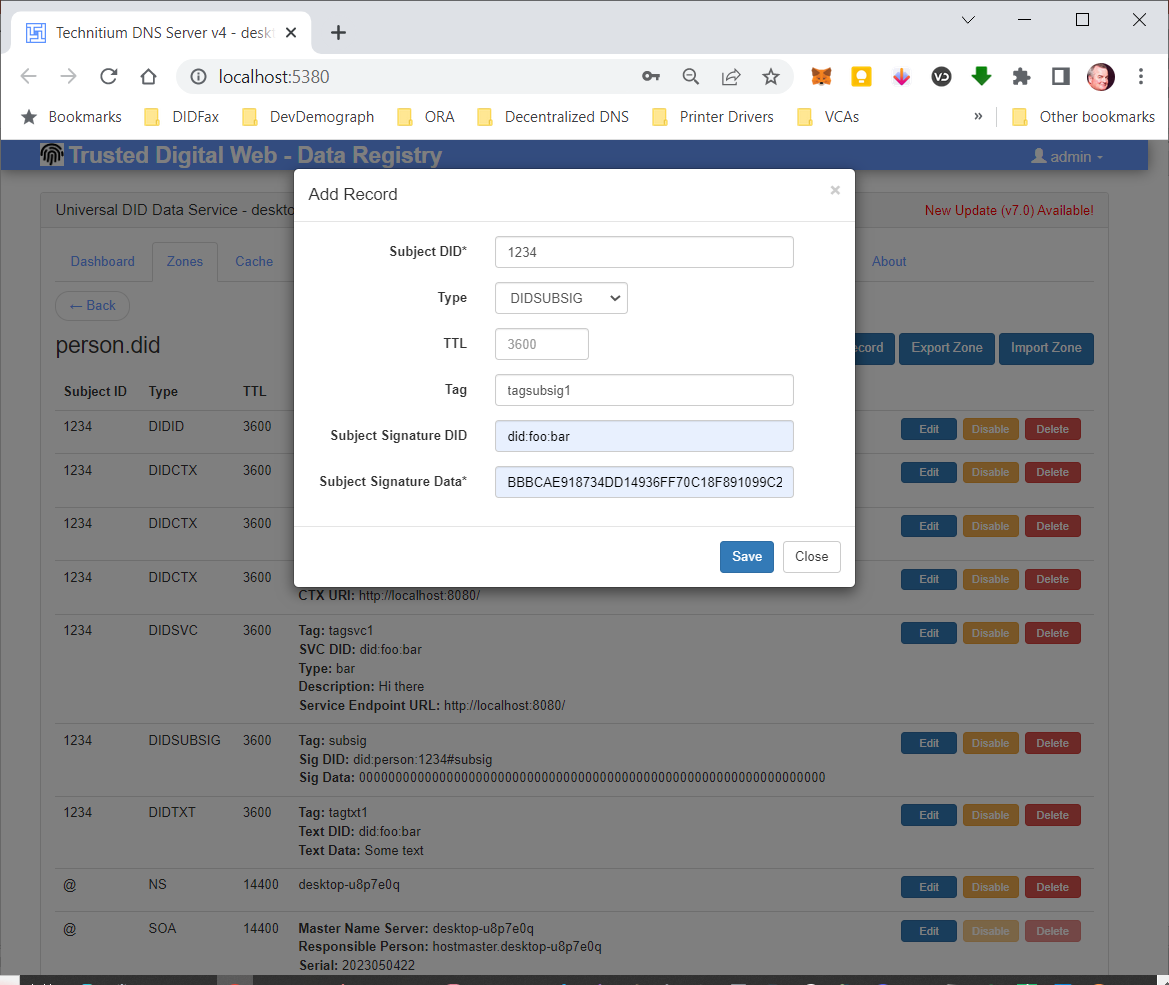 Technitium DNS Server v4 - desk
localhost:5380
Bookmarks DIDFax DevDemograph ORA Decentralized DNS Printer Drivers VCAs » Other bookmarks
Trusted Digital Web - Data Registry admin
Universal DID Data Service - deskto New Update (v7.0) Available!
Add Record ×
Dashboard Zones Cache About
← Back
person.did
Subject DID* 1234
Type DIDSUBSIG
TTL 3600
Tag tagsubsig1
Subject Signature DID did:foo:bar
Subject Signature Data* BBBCAE918734DD14936FF70C18F891099C2
Save Close
ecord Export Zone Import Zone
Subject ID Type TTL
1234 DIDID 3600 Edit Disable Delete
1234 DIDCTX 3600 Edit Disable Delete
1234 DIDCTX 3600 Edit Disable Delete
1234 DIDCTX 3600 Edit Disable Delete
CTX URI: http://localhost:8080/
1234 DIDSVC 3600 Tag: tagsvc1 Edit Disable Delete
SVC DID: did:foo:bar
Type: bar
Description: Hi there
Service Endpoint URL: http://localhost:8080/
1234 DIDSUBSIG 3600 Tag: subsig Edit Disable Delete
Sig DID: did:person:1234#subsig
Sig Data: 0000000000000000000000000000000000000000000000000000000000000000
1234 DIDTXT 3600 Tag: tagtxt1 Edit Disable Delete
Text DID: did:foo:bar
Text Data: Some text
@ NS 14400 desktop-u8p7e0q Edit Disable Delete
@ SOA 14400 Master Name Server: desktop-u8p7e0q Edit Disable Delete
Responsible Person: hostmaster.desktop-u8p7e0q
Serial: 2023050422